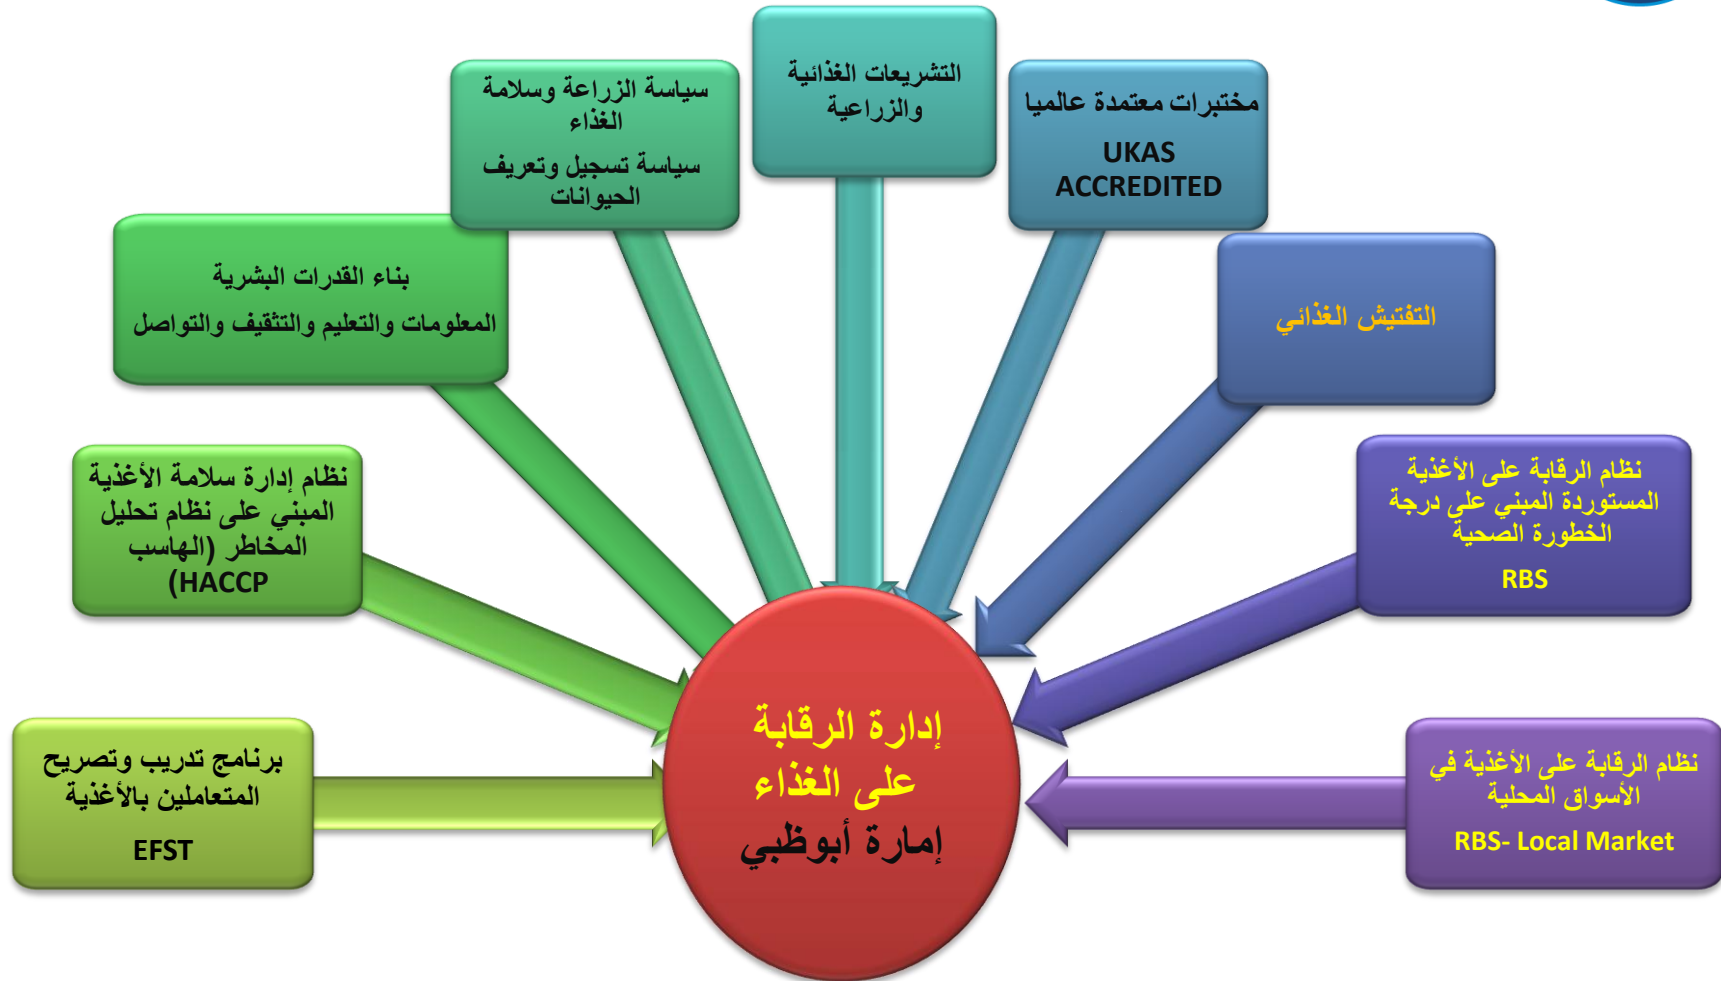 التشريعات الغذائية
والزراعية
مختبرات معتمدة عالميا
UKAS
ACCREDITED
سياسة الزراعة وسلامة
الغذاء
سياسة تسجيل وتعريف
الحيوانات
التفتيش الغذائي
بناء القدرات البشرية
المعلومات والتعليم والتثقيف والتواصل
نظام الرقابة على الأغذية
المستوردة المبني على درجة
الخطورة الصحية
RBS
نظام إدارة سلامة الأغذية
المبني على نظام تحليل
المخاطر (الهاسب
HACCP)
نظام الرقابة على الأغذية في
الأسواق المحلية
RBS- Local Market
برنامج تدريب وتصريح
المتعاملين بالأغذية
EFST
إدارة الرقابة
على الغذاء
إمارة أبوظبي